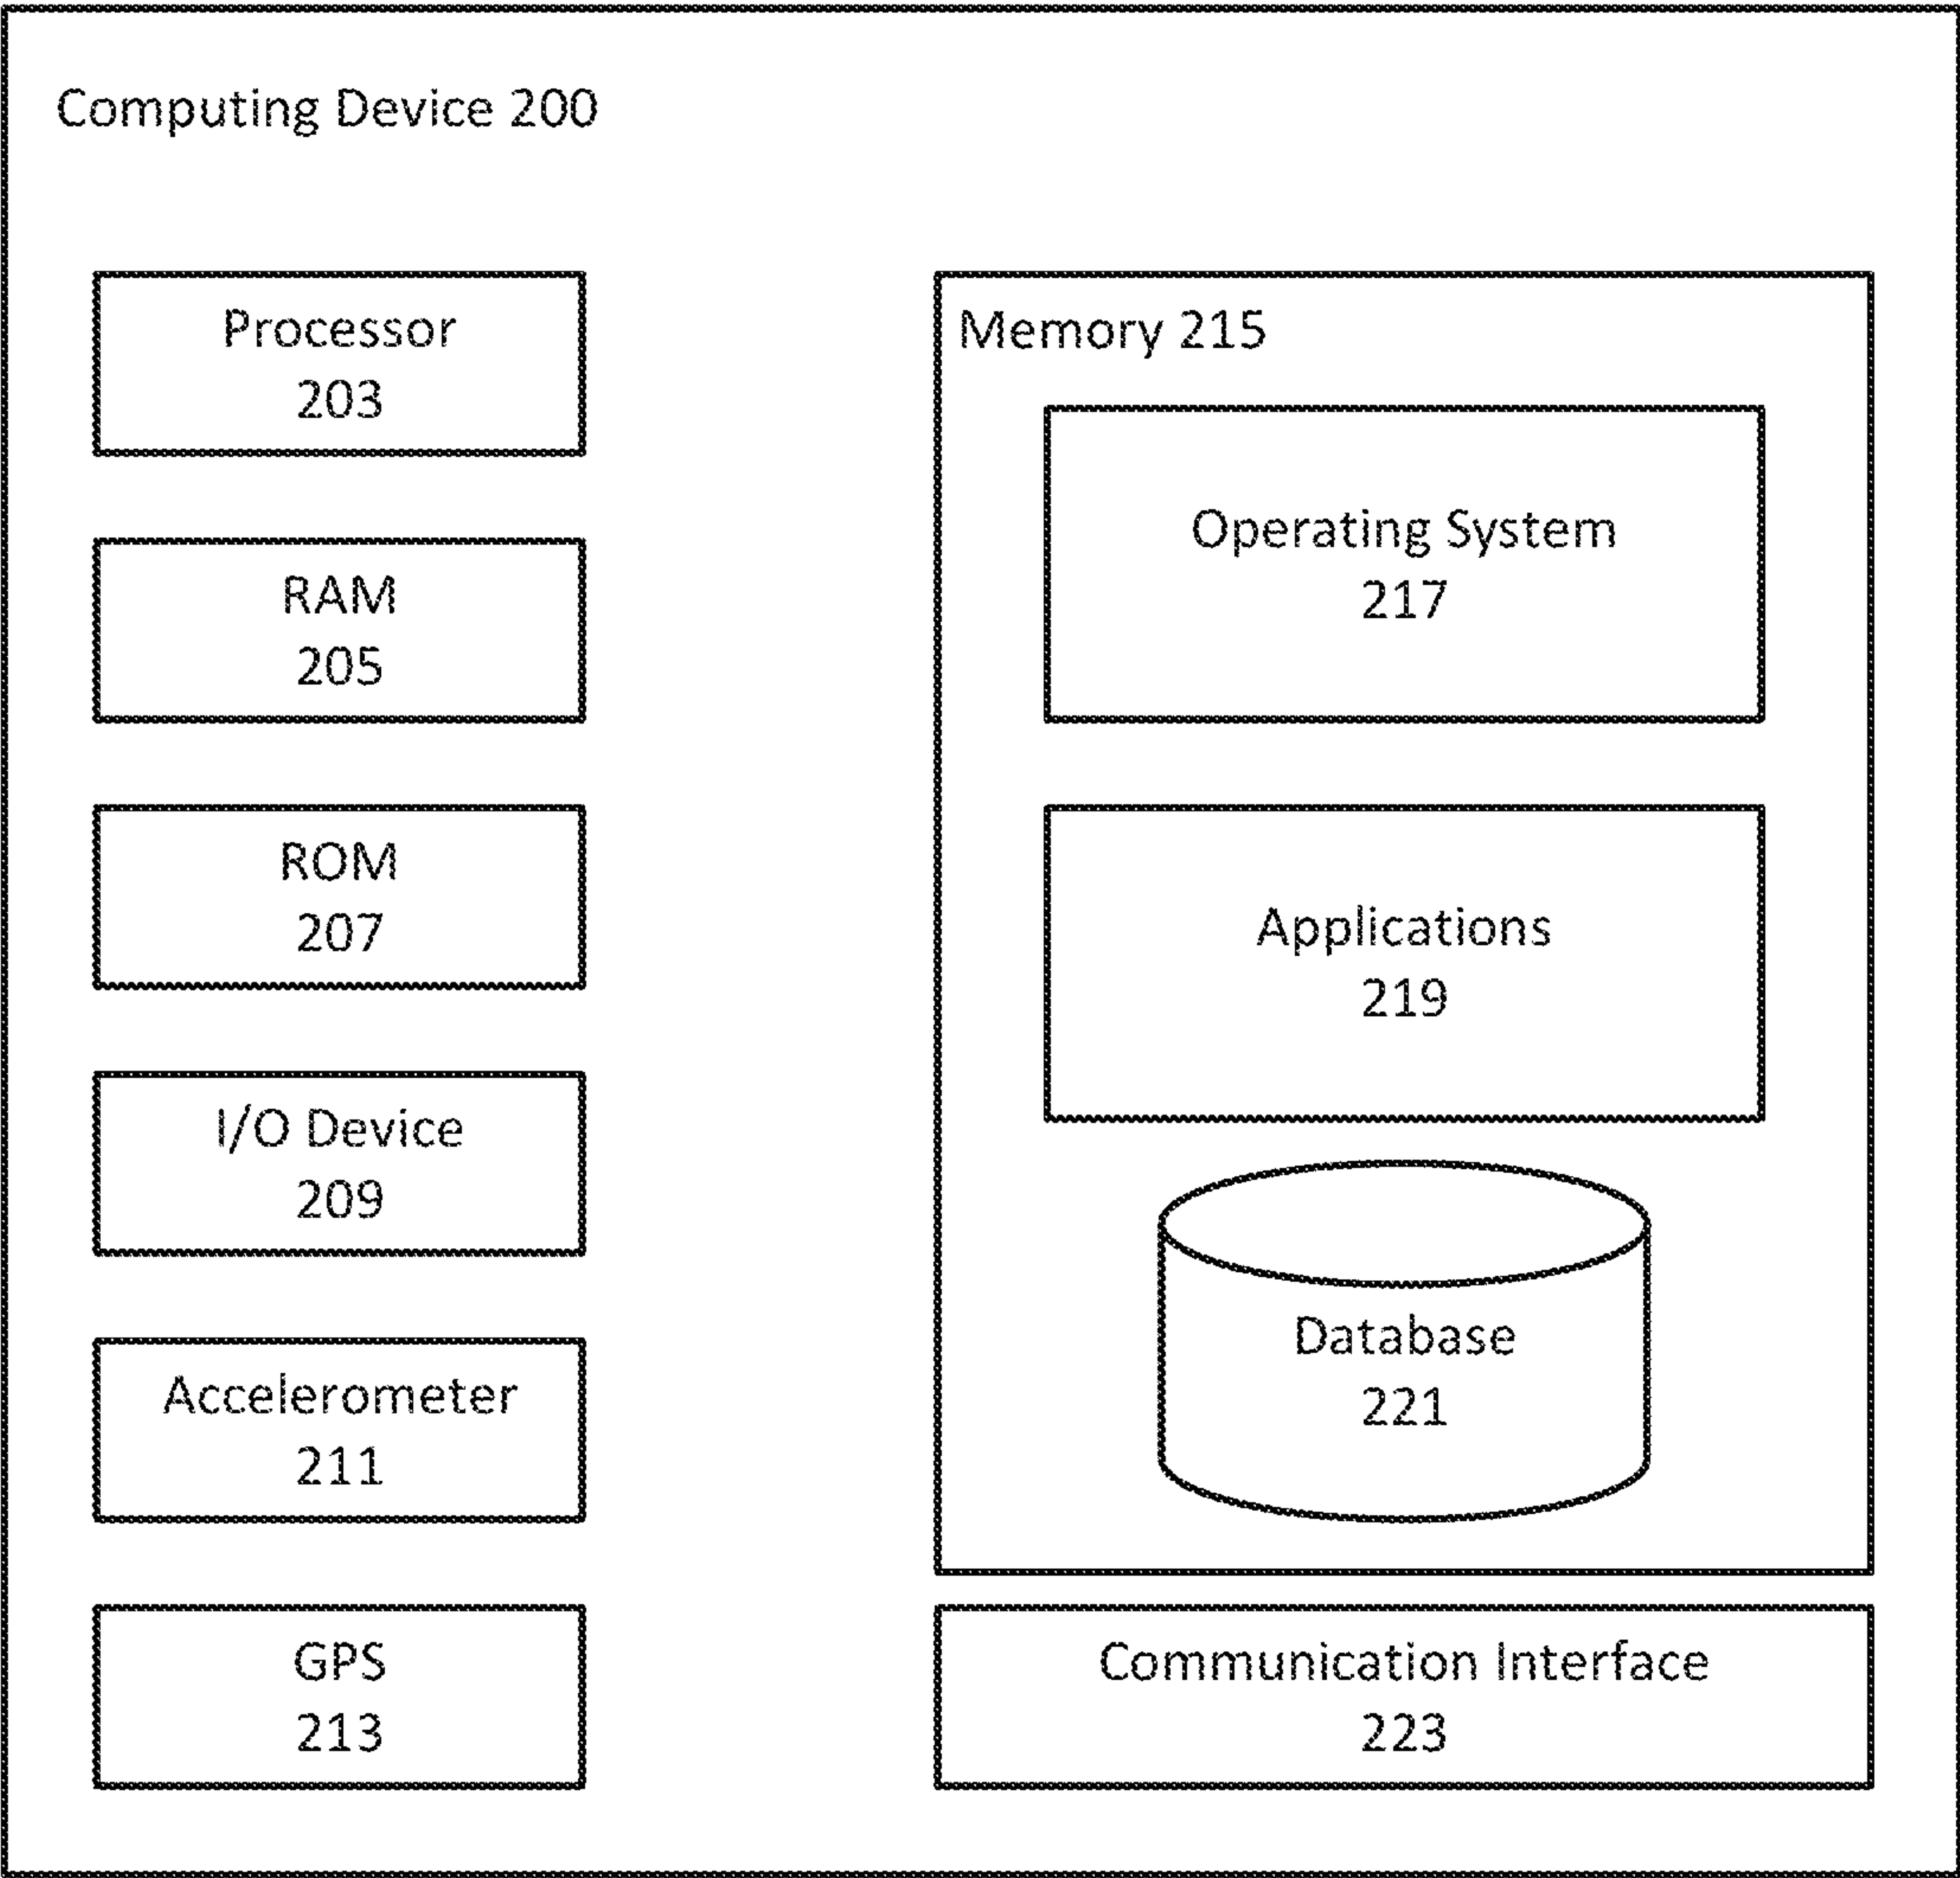 Computing Device 200
Processor
203
RAM
205
ROM
207
I/O Device
209
Accelerometer
211
GPS
213
Memory 215
Operating System
217
Applications
219
Database
221
Communication Interface
223